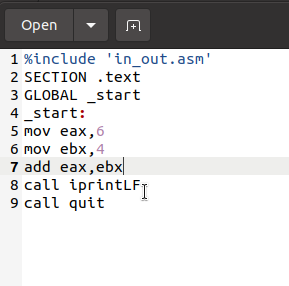 Open
1 %include 'in_out.asm'
2 SECTION .text
3 GLOBAL _start
4 _start:
5 mov eax,6
6 mov ebx,4
7 add eax,ebx
8 call iprintLF
9 call quit